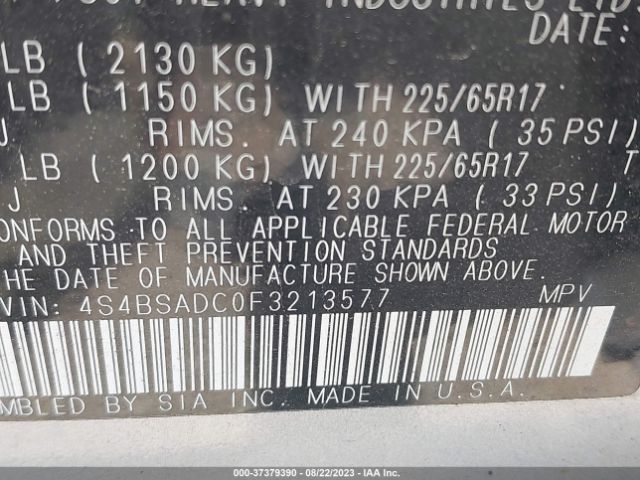 HEAVY INDUSTRIES LTD
DATE:
LB ( 2130 KG)
LB ( 1150 KG) WITH 225/65R17
J RIMS. AT 240 KPA ( 35 PSI)
LB ( 1200 KG) WITH 225/65R17 T
J RIMS. AT 230 KPA ( 33 PSI)
ONFORMS TO ALL APPLICABLE FEDERAL MOTOR
AND THEFT PREVENTION STANDARDS
HE DATE OF MANUFACTURE SHOWN ABOVE.
VIN: 4S4BSADC0F3213577 MPV
MBLED BY SIA INC. MADE IN U.S.A.
000-37379390 - 08/22/2023 - IAA Inc.